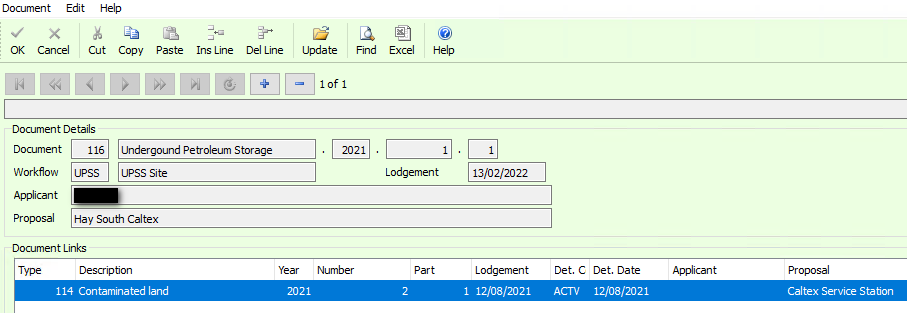 Document Edit Help
OK Cancel Cut Copy Paste Ins Line Del Line Update Find Excel Help
1 of 1
Document Details
Document 116 Undergound Petroleum Storage . 2021 . 1 . 1
Workflow UPSS UPSS Site Lodgement 13/02/2022
Applicant
Proposal Hay South Caltex
Document Links
Type Description Year Number Part Lodgement Det. C Det. Date Applicant Proposal
114 Contaminated land 2021 2 1 12/08/2021 ACTV 12/08/2021 Caltex Service Station